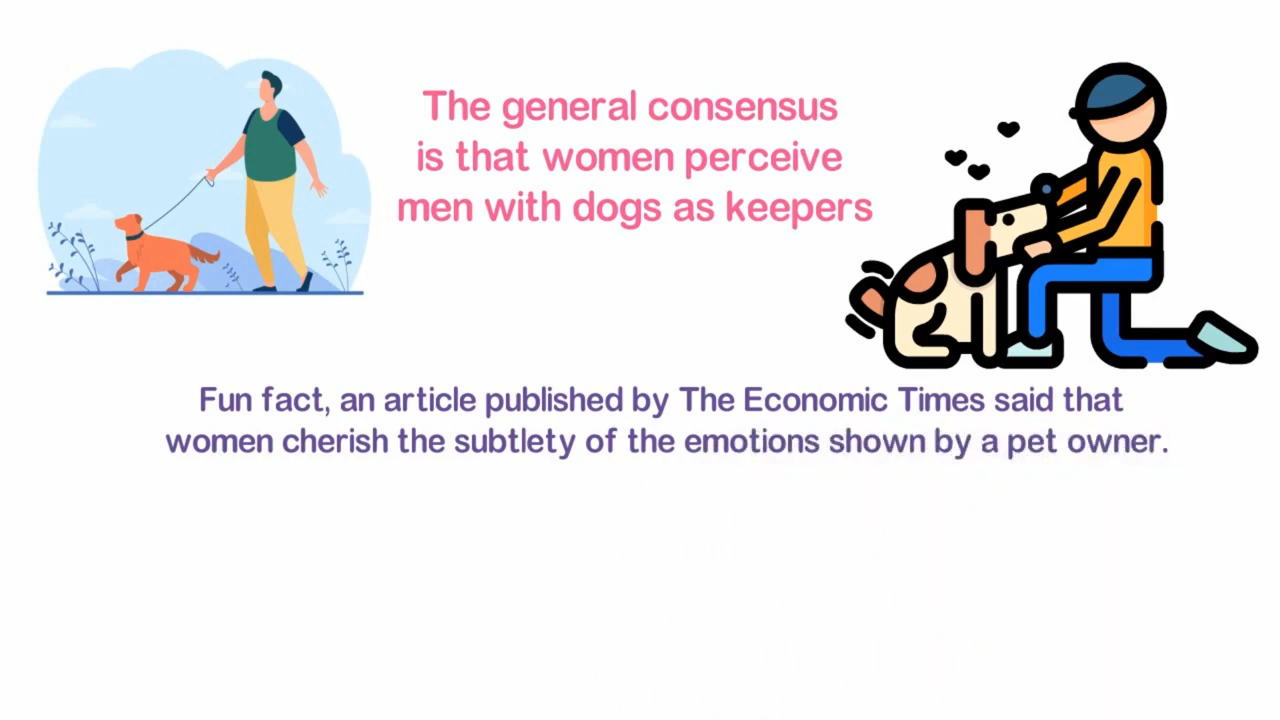 The general consensus
is that women perceive
men with dogs as keepers
Fun fact, an article published by The Economic Times said that
women cherish the subtlety of the emotions shown by a pet owner.